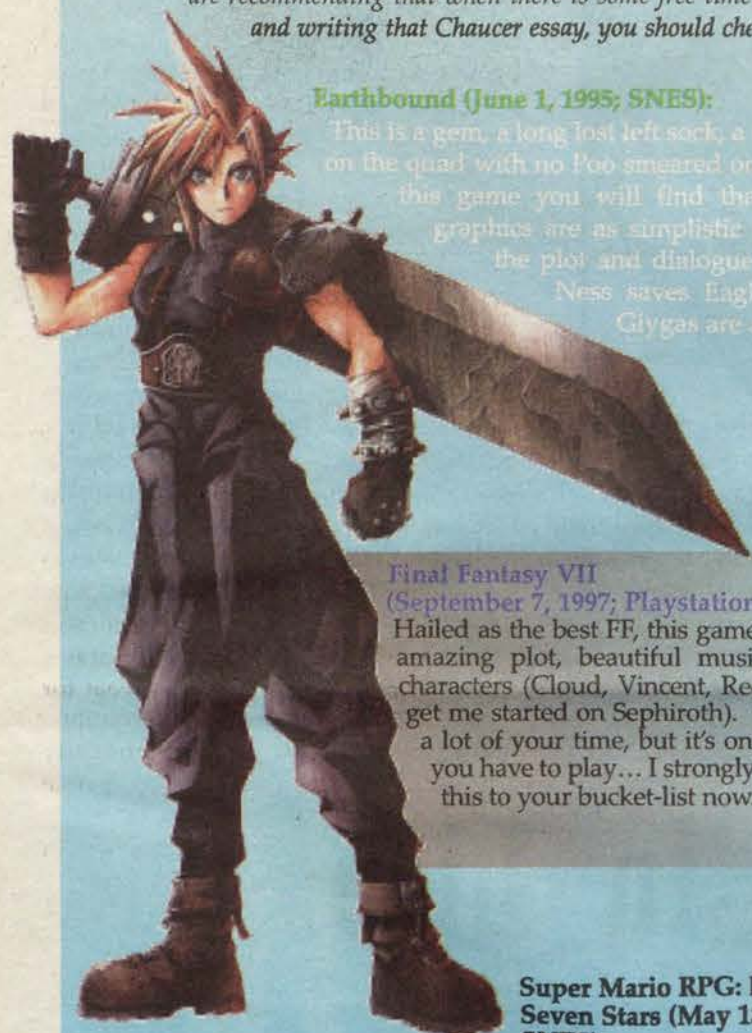 are recommending that when there is some free time
and writing that Chaucer essay, you should che
Earthbound (June 1, 1995; SNES):
This is a gem, a long lost left sock, a
on the quad with no Poo smeared on
this game you will find the
graphics are as simplistic
the plot and dialogue
Ness saves Eag
Giygas are
Final Fantasy VII
(September 7, 1997; Playstation
Hailed as the best FF, this game
amazing plot, beautiful musi
characters (Cloud, Vincent, Re
get me started on Sephiroth).
a lot of your time, but it's on
you have to play... I strongly
this to your bucket-list now
Super Mario RPG:
Seven Stars (May 1